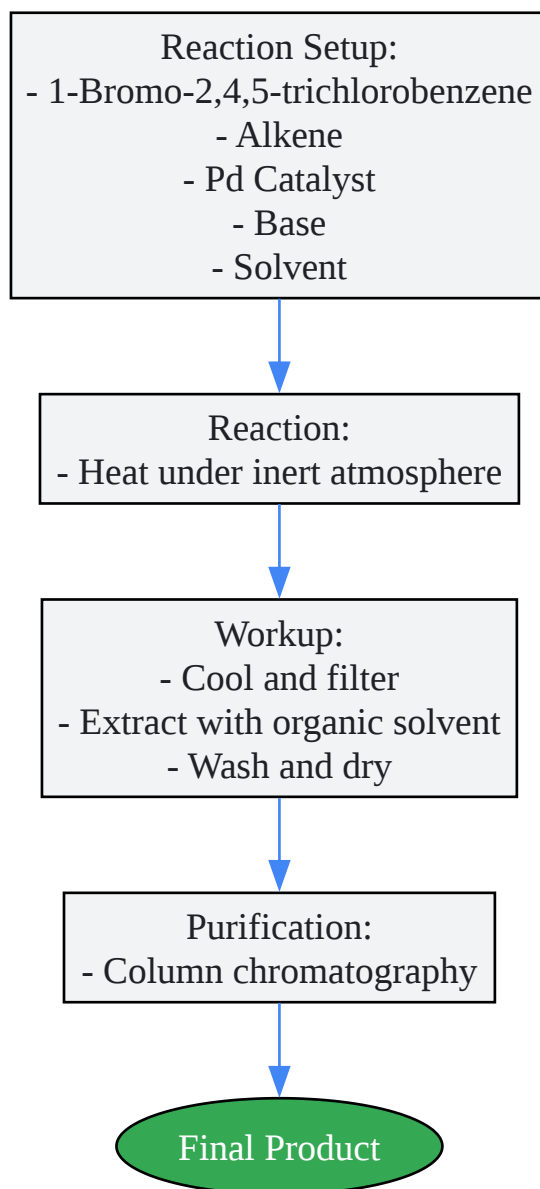 Reaction Setup:
- 1-Bromo-2,4,5-trichlorobenzene
- Alkene
- Pd Catalyst
- Base
- Solvent
Reaction:
- Heat under inert atmosphere
Workup:
- Cool and filter
- Extract with organic solvent
- Wash and dry
Purification:
- Column chromatography
Final Product